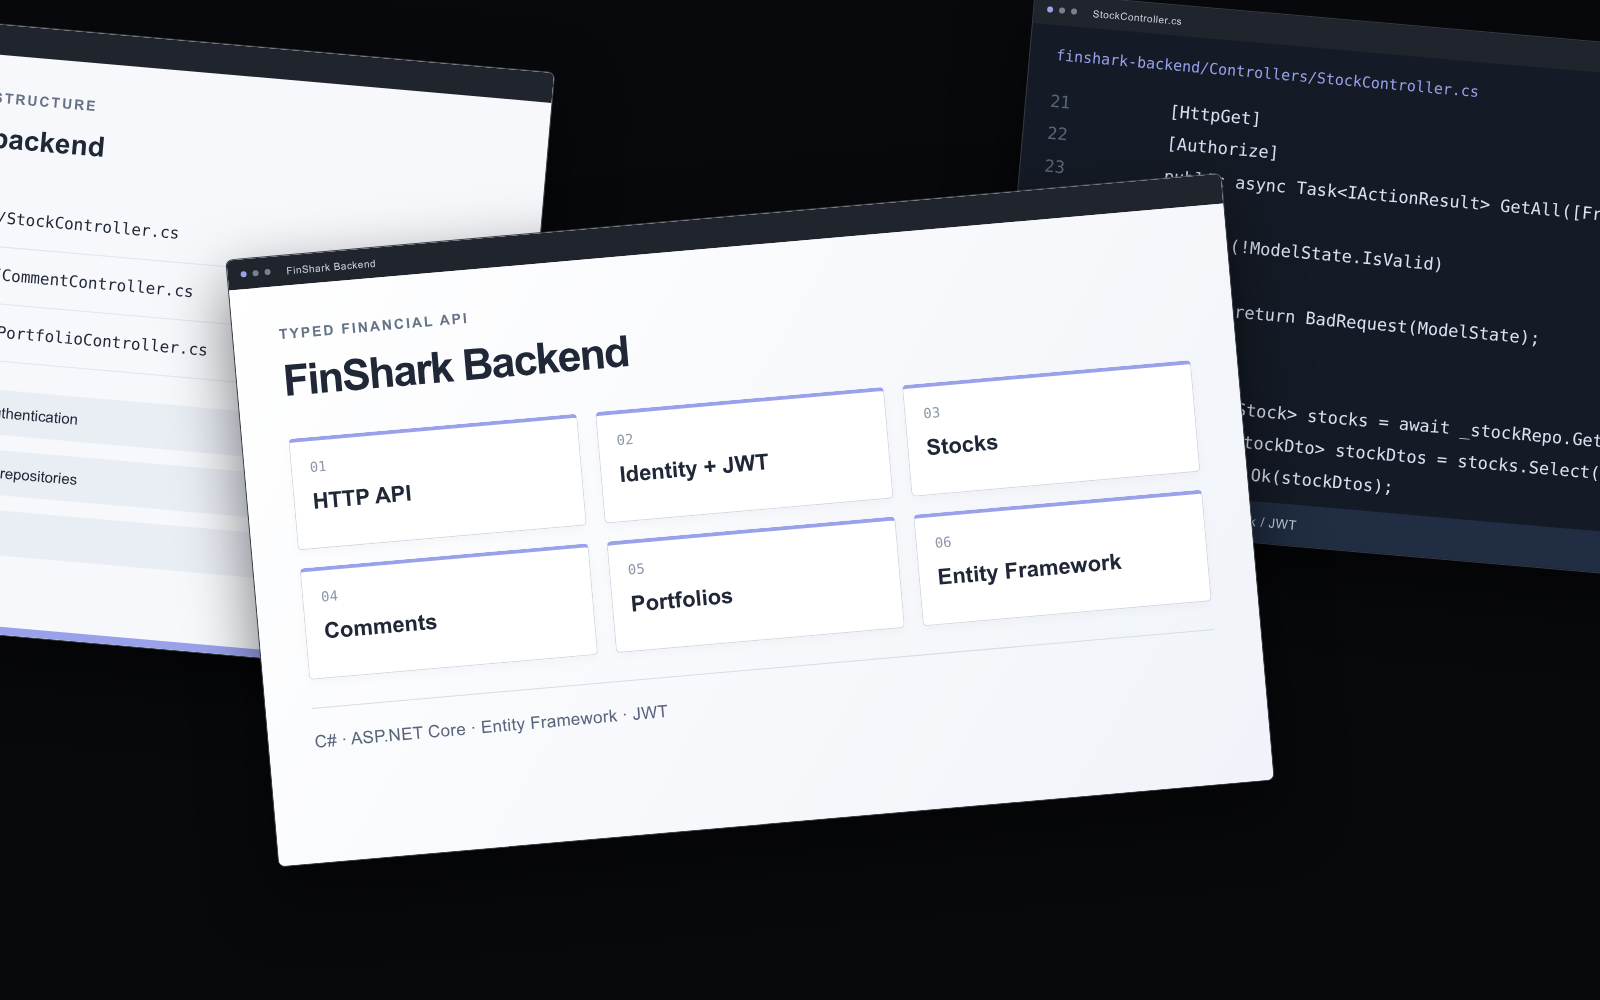 STRUCTURE
backend
/StockController.cs
CommentController.cs
PortfolioController.cs
repositories
FinShark Backend
TYPED FINANCIAL API
FinShark Backend
01
HTTP API
02
Identity + JWT
03
Stocks
04
Comments
05
Portfolios
06
Entity Framework
C# · ASP.NET Core · Entity Framework · JWT
StockController.cs
finshark-backend/Controllers/StockController.cs
21 [HttpGet]
22 [Authorize]
23 public async Task<IActionResult> GetAll([Fr
(!ModelState.IsValid)
return BadRequest(ModelState);
Stock> stocks = await _stockRepo.Get
StockDto> stockDtos = stocks.Select(
Ok(stockDtos);
/ JWT